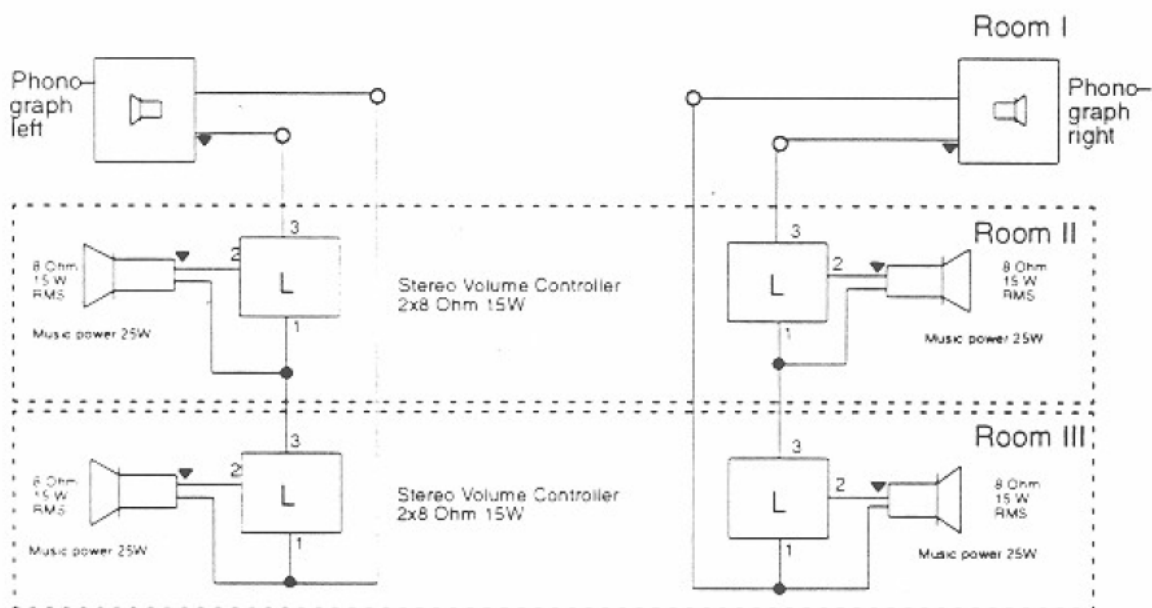 Room I
Phono-
graph
left
Phono-
graph
right
Room II
3
2
L
1
8 Ohm
15 W
RMS
Music power 25W
Stereo Volume Controller
2x8 Ohm 15W
3
2
L
1
8 Ohm
15 W
RMS
Music power 25W
Room III
3
2
L
1
8 Ohm
15 W
RMS
Music power 25W
Stereo Volume Controller
2x8 Ohm 15W
3
2
L
1
8 Ohm
15 W
RMS
Music power 25W